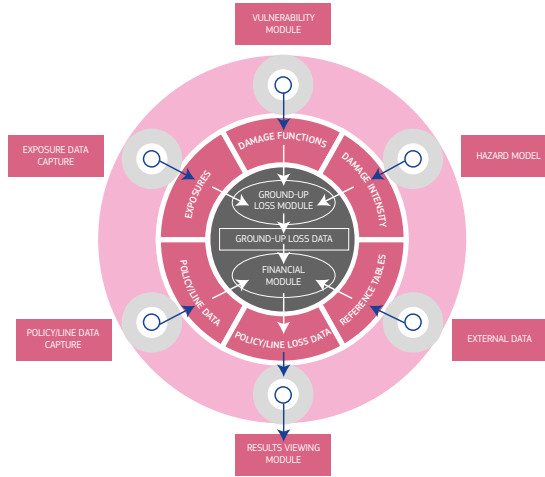 VULNERABILITY
MODULE
EXPOSURE DATA
CAPTURE
HAZARD MODEL
DAMAGE FUNCTIONS
EXPOSURES
DAMAGE INTENSITY
GROUND-UP
LOSS MODULE
GROUND-UP LOSS DATA
FINANCIAL
MODULE
POLICY/LINE DATA
REFERENCE TABLES
POLICY/LINE LOSS DATA
POLICY/LINE DATA
CAPTURE
EXTERNAL DATA
RESULTS VIEWING
MODULE